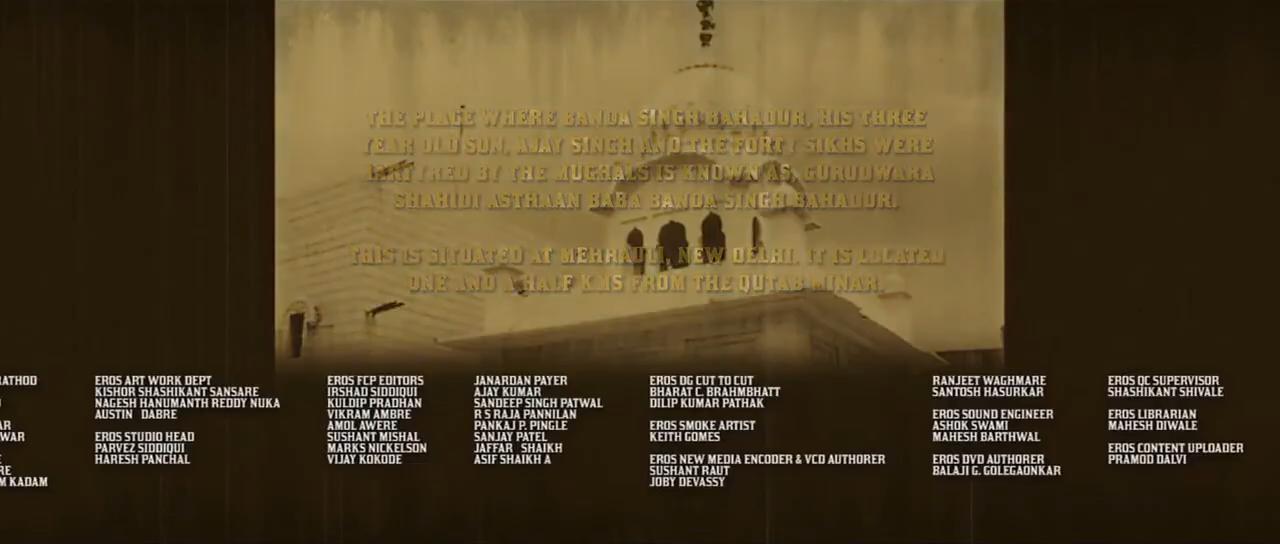 THE PLACE WHERE BANDA SINGH BAHADUR, HIS THREE
YEAR OLD SON, AJAY SINGH AND THE FORTY SIKHS WERE
MARTYRED BY THE MUGHALS IS KNOWN AS, GURUDWARA
SHAHIDI ASTHAAN BABA BANDA SINGH BAHADUR.
THIS IS SITUATED AT MEHRAULI, NEW DELHI. IT IS LOCATED
ONE AND A HALF KMS FROM THE QUTAB MINAR.
KADAM
EROS ART WORK DEPT
KISHOR SHASHIKANT SANSARE
NAGESH HANUMANTH REDDY NUKA
AUSTIN DABRE
EROS STUDIO HEAD
PARVEZ SIDDIQUI
HARESH PANCHAL
EROS FCP EDITORS
IRSHAD SIDDIQUI
KULDIP PRADHAN
VIKRAM AMBRE
AMOL AWERE
SUSHANT MISHAL
MARKS NICKELSON
VIJAY KOKODE
JANARDAN PAYER
AJAY KUMAR
SANDEEP SINGH PATWAL
R S RAJA PANNILAN
PANKAJ P. PINGLE
SANJAY PATEL
JAFFAR SHAIKH
ASIF SHAIKH A
EROS DG CUT TO CUT
BHARAT C. BRAHMBHATT
DILIP KUMAR PATHAK
EROS SMOKE ARTIST
KEITH GOMES
EROS NEW MEDIA ENCODER & VCD AUTHORER
SUSHANT RAUT
JOBY DEVASSY
RANJEET WAGHMARE
SANTOSH HASURKAR
EROS SOUND ENGINEER
ASHOK SWAMI
MAHESH BARTHWAL
EROS DVD AUTHORER
BALAJI G. GOLEGAONKAR
EROS QC SUPERVISOR
SHASHIKANT SHIVALE
EROS LIBRARIAN
MAHESH DIWALE
EROS CONTENT UPLOADER
PRAMOD DALVI